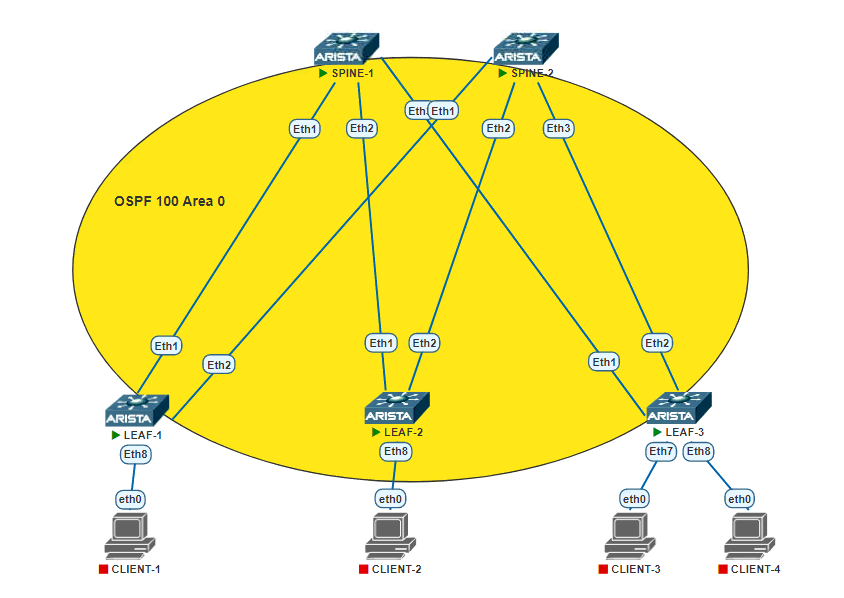 ARISTA
ARISTA
SPINE-1
SPINE-2
Eth1
Eth2
Eth1
Eth2
Eth3
OSPF 100 Area 0
Eth1
Eth2
Eth1
Eth2
Eth1
Eth2
ARISTA
ARISTA
ARISTA
LEAF-1
LEAF-2
LEAF-3
Eth8
Eth8
Eth7
Eth8
eth0
eth0
eth0
eth0
CLIENT-1
CLIENT-2
CLIENT-3
CLIENT-4